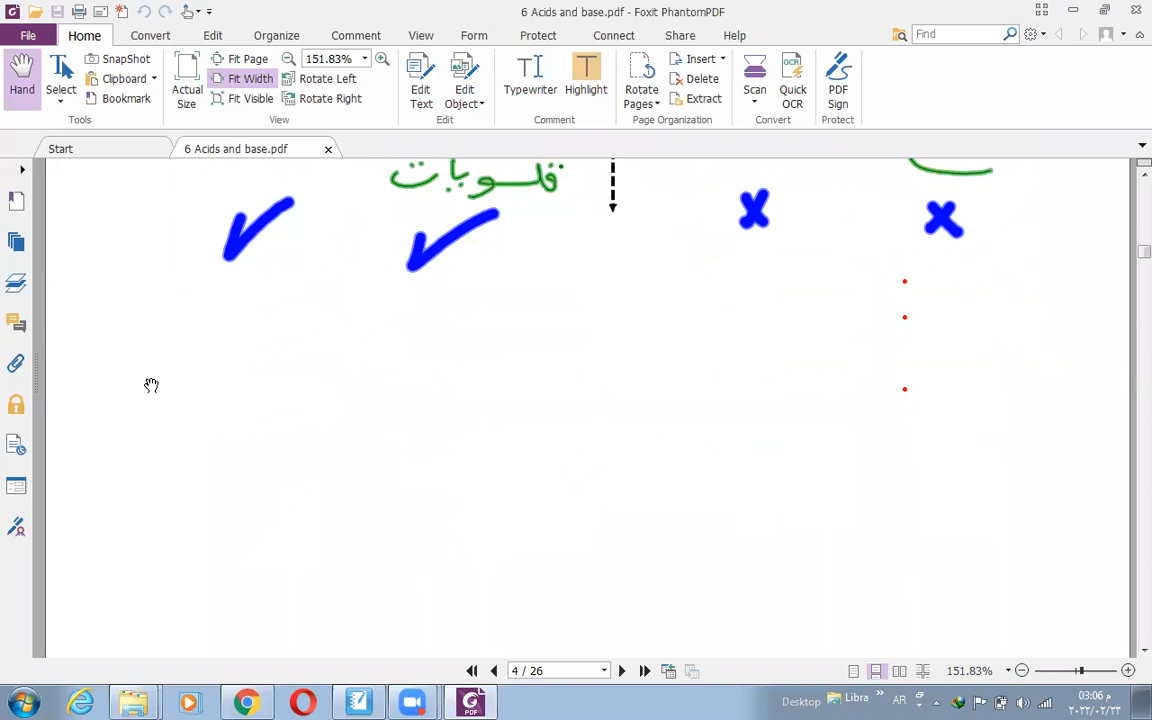 6 Acids and base.pdf - Foxit PhantomPDF
File Home Convert Edit Organize Comment View Form Protect Connect Share Help Find
SnapShot Fit Page 151.83% Insert
Clipboard Fit Width Rotate Left Delete
Bookmark Fit Visible Rotate Right Extract
Hand Select Actual Size Edit Text Edit Object Typewriter Highlight Rotate Pages Scan Quick OCR PDF Sign
Tools View Edit Comment Page Organization Convert Protect
Start 6 Acids and base.pdf
قلويات
4 / 26 151.83%
Desktop Libra AR 03:06 م
٢٠٢٢/٠٢/٢٣